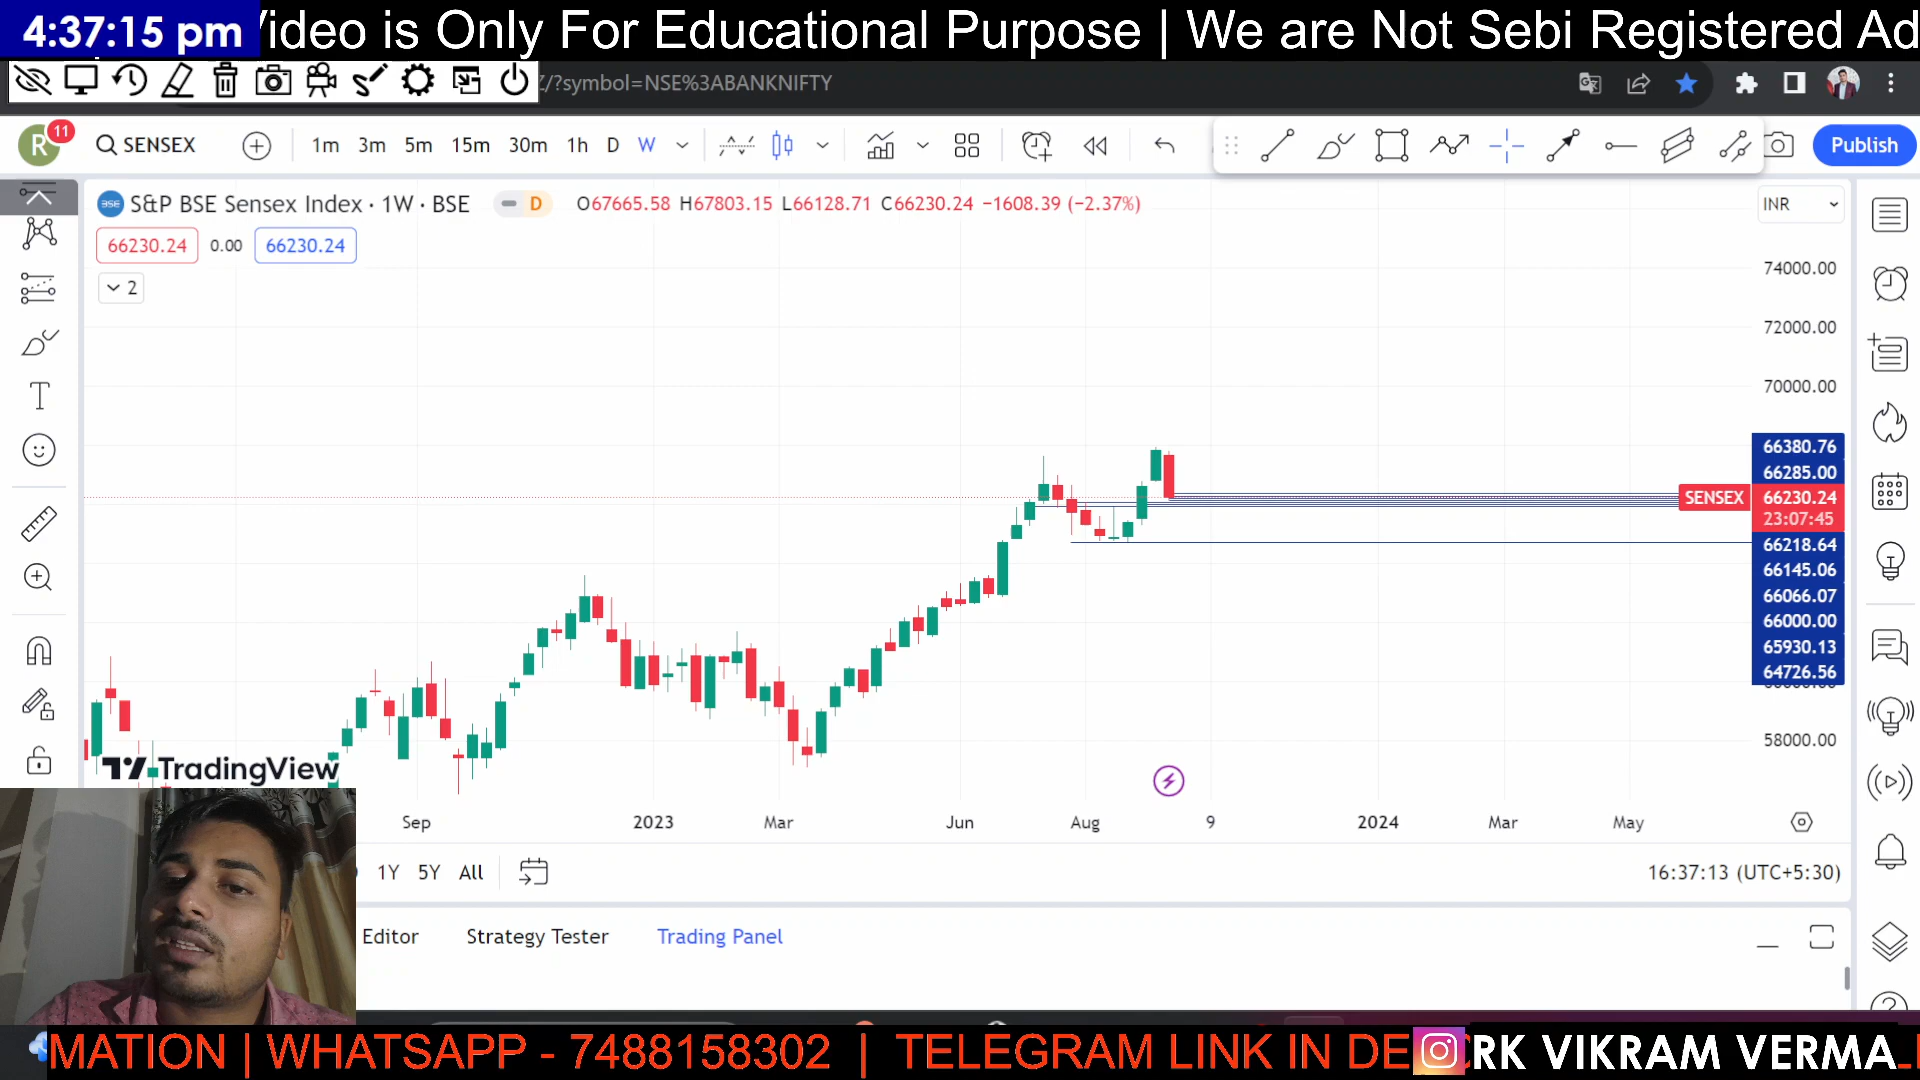 4:37:15 pm
Video is Only For Educational Purpose | We are Not Sebi Registered Ad
/?symbol=NSE%3ABANKNIFTY
R
11
SENSEX
1m 3m 5m 15m 30m 1h D W
Publish
BSE S&P BSE Sensex Index · 1W · BSE D O67665.58 H67803.15 L66128.71 C66230.24 −1608.39 (−2.37%)
INR
66230.24 0.00 66230.24
2
74000.00
72000.00
70000.00
66380.76
66285.00
SENSEX 66230.24
23:07:45
66218.64
66145.06
66066.07
66000.00
65930.13
64726.56
58000.00
TradingView
Sep 2023 Mar Jun Aug 9 2024 Mar May
1Y 5Y All
16:37:13 (UTC+5:30)
Editor Strategy Tester Trading Panel
MATION | WHATSAPP - 7488158302 | TELEGRAM LINK IN DE
RK VIKRAM VERMA